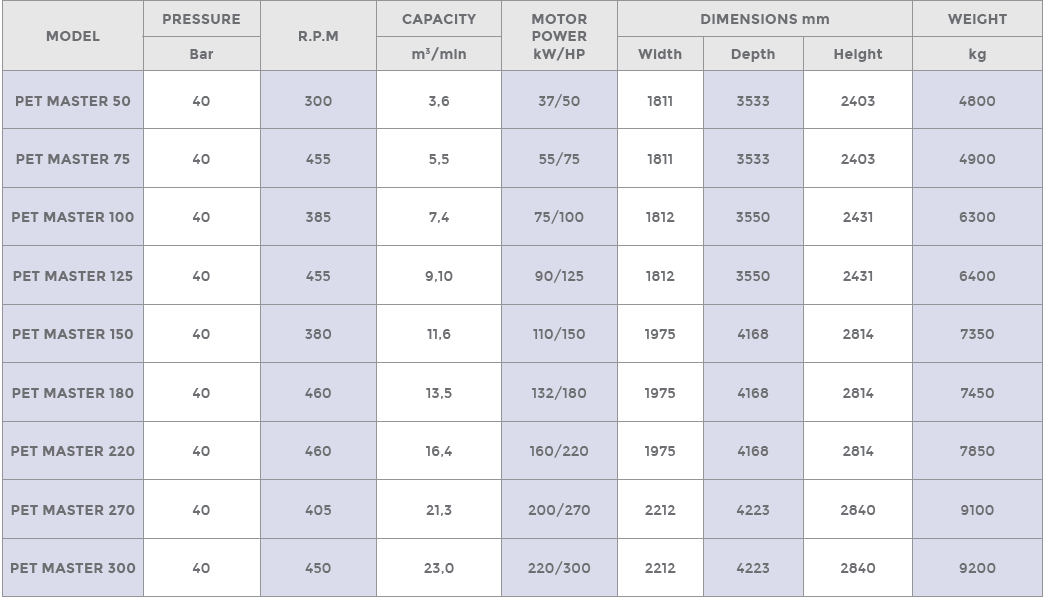 MODEL PRESSURE R.P.M CAPACITY MOTOR POWER kW/HP DIMENSIONS mm WEIGHT
Bar m³/min Width Depth Height kg
PET MASTER 50 40 300 3,6 37/50 1811 3533 2403 4800
PET MASTER 75 40 455 5,5 55/75 1811 3533 2403 4900
PET MASTER 100 40 385 7,4 75/100 1812 3550 2431 6300
PET MASTER 125 40 455 9,10 90/125 1812 3550 2431 6400
PET MASTER 150 40 380 11,6 110/150 1975 4168 2814 7350
PET MASTER 180 40 460 13,5 132/180 1975 4168 2814 7450
PET MASTER 220 40 460 16,4 160/220 1975 4168 2814 7850
PET MASTER 270 40 405 21,3 200/270 2212 4223 2840 9100
PET MASTER 300 40 450 23,0 220/300 2212 4223 2840 9200